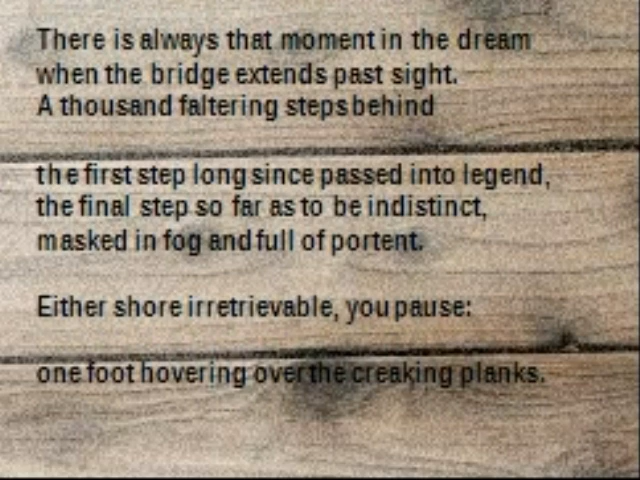 There is always that moment in the dream
when the bridge extends past sight.
A thousand faltering steps behind
the first step long since passed into legend,
the final step so far as to be indistinct,
masked in fog and full of portent.
Either shore irretrievable, you pause:
one foot hovering over the creaking planks.